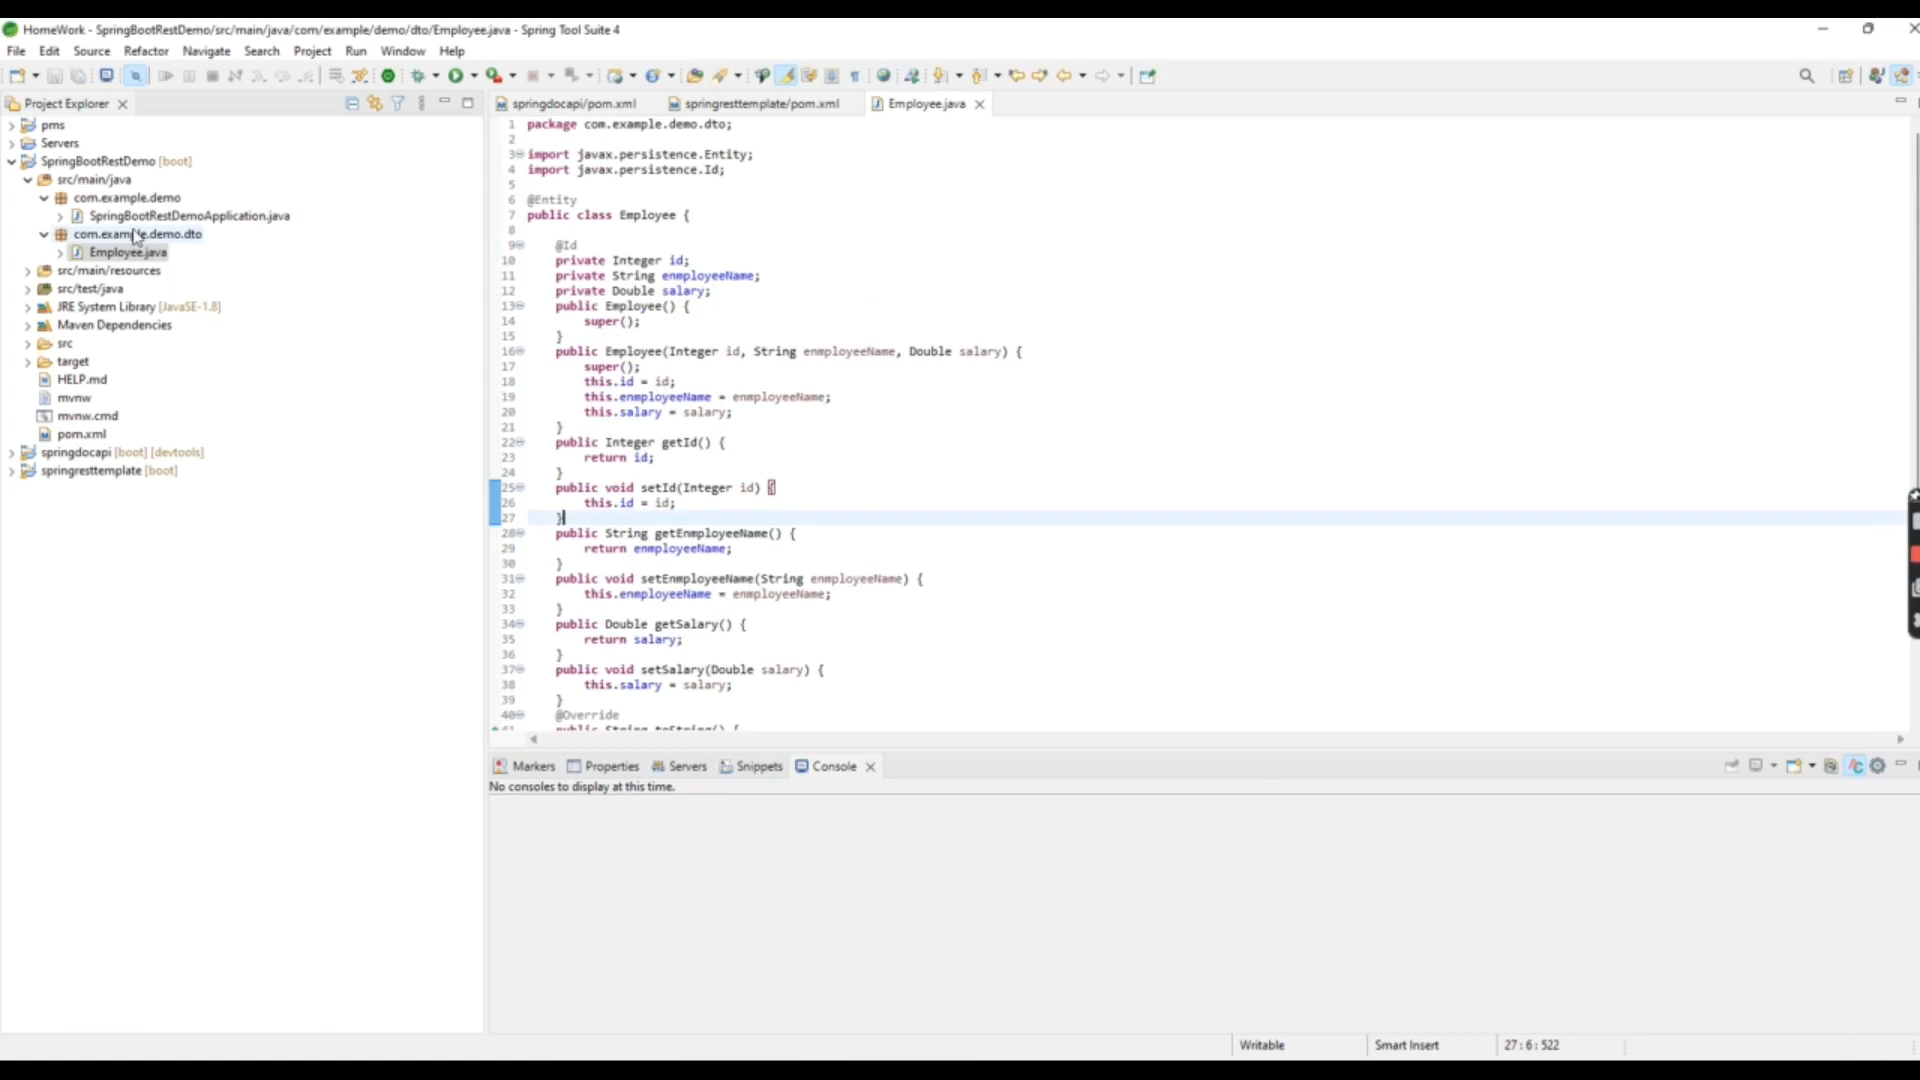 HomeWork - SpringBootRestDemo/src/main/java/com/example/demo/dto/Employee.java - Spring Tool Suite 4
File Edit Source Refactor Navigate Search Project Run Window Help
Project Explorer
pms
Servers
SpringBootRestDemo [boot]
src/main/java
com.example.demo
SpringBootRestDemoApplication.java
com.example.demo.dto
Employee.java
src/main/resources
src/test/java
JRE System Library [JavaSE-1.8]
Maven Dependencies
src
target
HELP.md
mvnw
mvnw.cmd
pom.xml
springdocapi [boot] [devtools]
springresttemplate [boot]
springdocapi/pom.xml springresttemplate/pom.xml Employee.java
1 package com.example.demo.dto;
2
3 import javax.persistence.Entity;
4 import javax.persistence.Id;
5
6 @Entity
7 public class Employee {
8
9 @Id
10 private Integer id;
11 private String enmployeeName;
12 private Double salary;
13 public Employee() {
14 super();
15 }
16 public Employee(Integer id, String enmployeeName, Double salary) {
17 super();
18 this.id = id;
19 this.enmployeeName = enmployeeName;
20 this.salary = salary;
21 }
22 public Integer getId() {
23 return id;
24 }
25 public void setId(Integer id) {
26 this.id = id;
27 }
28 public String getEnmployeeName() {
29 return enmployeeName;
30 }
31 public void setEnmployeeName(String enmployeeName) {
32 this.enmployeeName = enmployeeName;
33 }
34 public Double getSalary() {
35 return salary;
36 }
37 public void setSalary(Double salary) {
38 this.salary = salary;
39 }
40 @Override
41 public String toString() {
Markers Properties Servers Snippets Console
No consoles to display at this time.
Writable Smart Insert 27 : 6 : 522